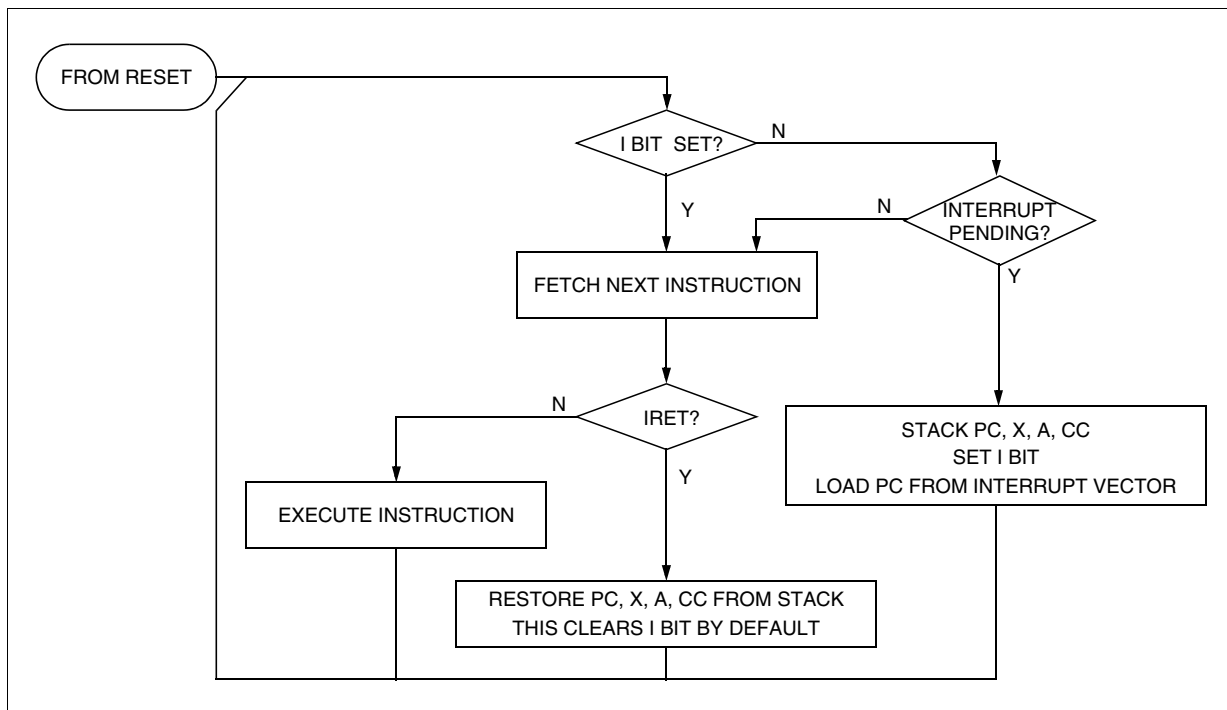 FROM RESET
I BIT SET?
N
Y
INTERRUPT
PENDING?
N
Y
FETCH NEXT INSTRUCTION
IRET?
N
Y
STACK PC, X, A, CC
SET I BIT
LOAD PC FROM INTERRUPT VECTOR
EXECUTE INSTRUCTION
RESTORE PC, X, A, CC FROM STACK
THIS CLEARS I BIT BY DEFAULT